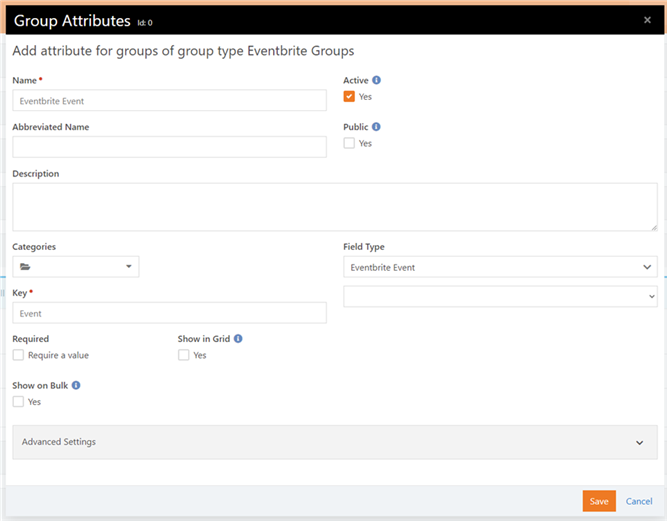 Group Attributes Id: 0
Add attribute for groups of group type Eventbrite Groups
Name *
Eventbrite Event
Active
Yes
Abbreviated Name
Public
Yes
Description
Categories
Field Type
Eventbrite Event
Key *
Event
Required
Require a value
Show in Grid
Yes
Show on Bulk
Yes
Advanced Settings
Save Cancel